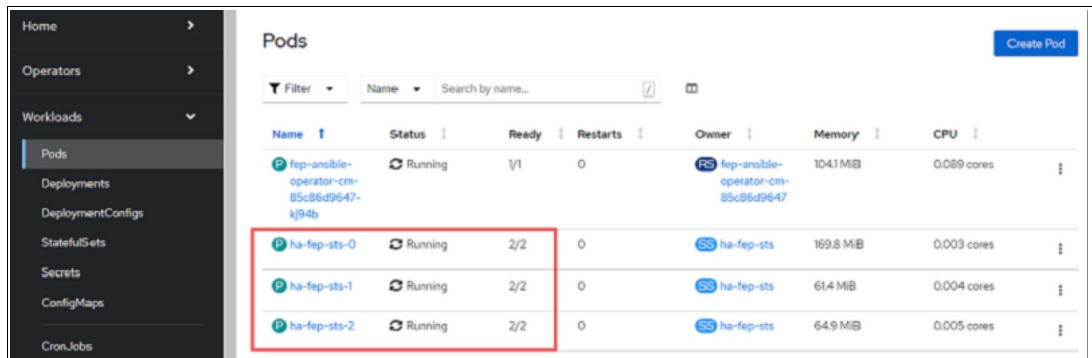 Home
Operators
Workloads
Pods
Deployments
DeploymentConfigs
StatefulSets
Secrets
ConfigMaps
CronJobs
Pods
Create Pod
Filter Name Search by name... /
Name Status Ready Restarts Owner Memory CPU
P fep-ansible- Running 1/1 0 RS fep-ansible- 104.1 MiB 0.089 cores
operator-cm- operator-cm-
85c86d9647- 85c86d9647
kj94b
P ha-fep-sts-0 Running 2/2 0 SS ha-fep-sts 169.8 MiB 0.003 cores
P ha-fep-sts-1 Running 2/2 0 SS ha-fep-sts 61.4 MiB 0.004 cores
P ha-fep-sts-2 Running 2/2 0 SS ha-fep-sts 64.9 MiB 0.005 cores